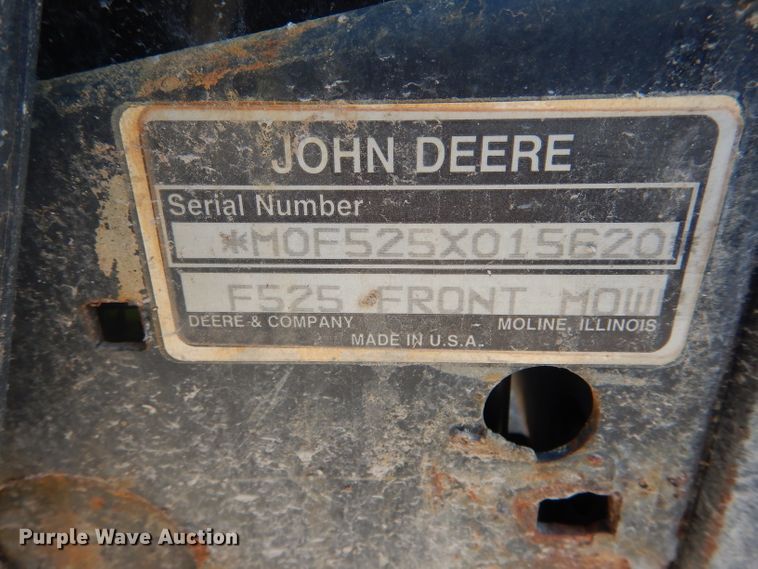 JOHN DEERE
Serial Number
*M0F525X015620
F525 FRONT MOW
DEERE & COMPANY MOLINE, ILLINOIS
MADE IN U.S.A.
Purple Wave Auction